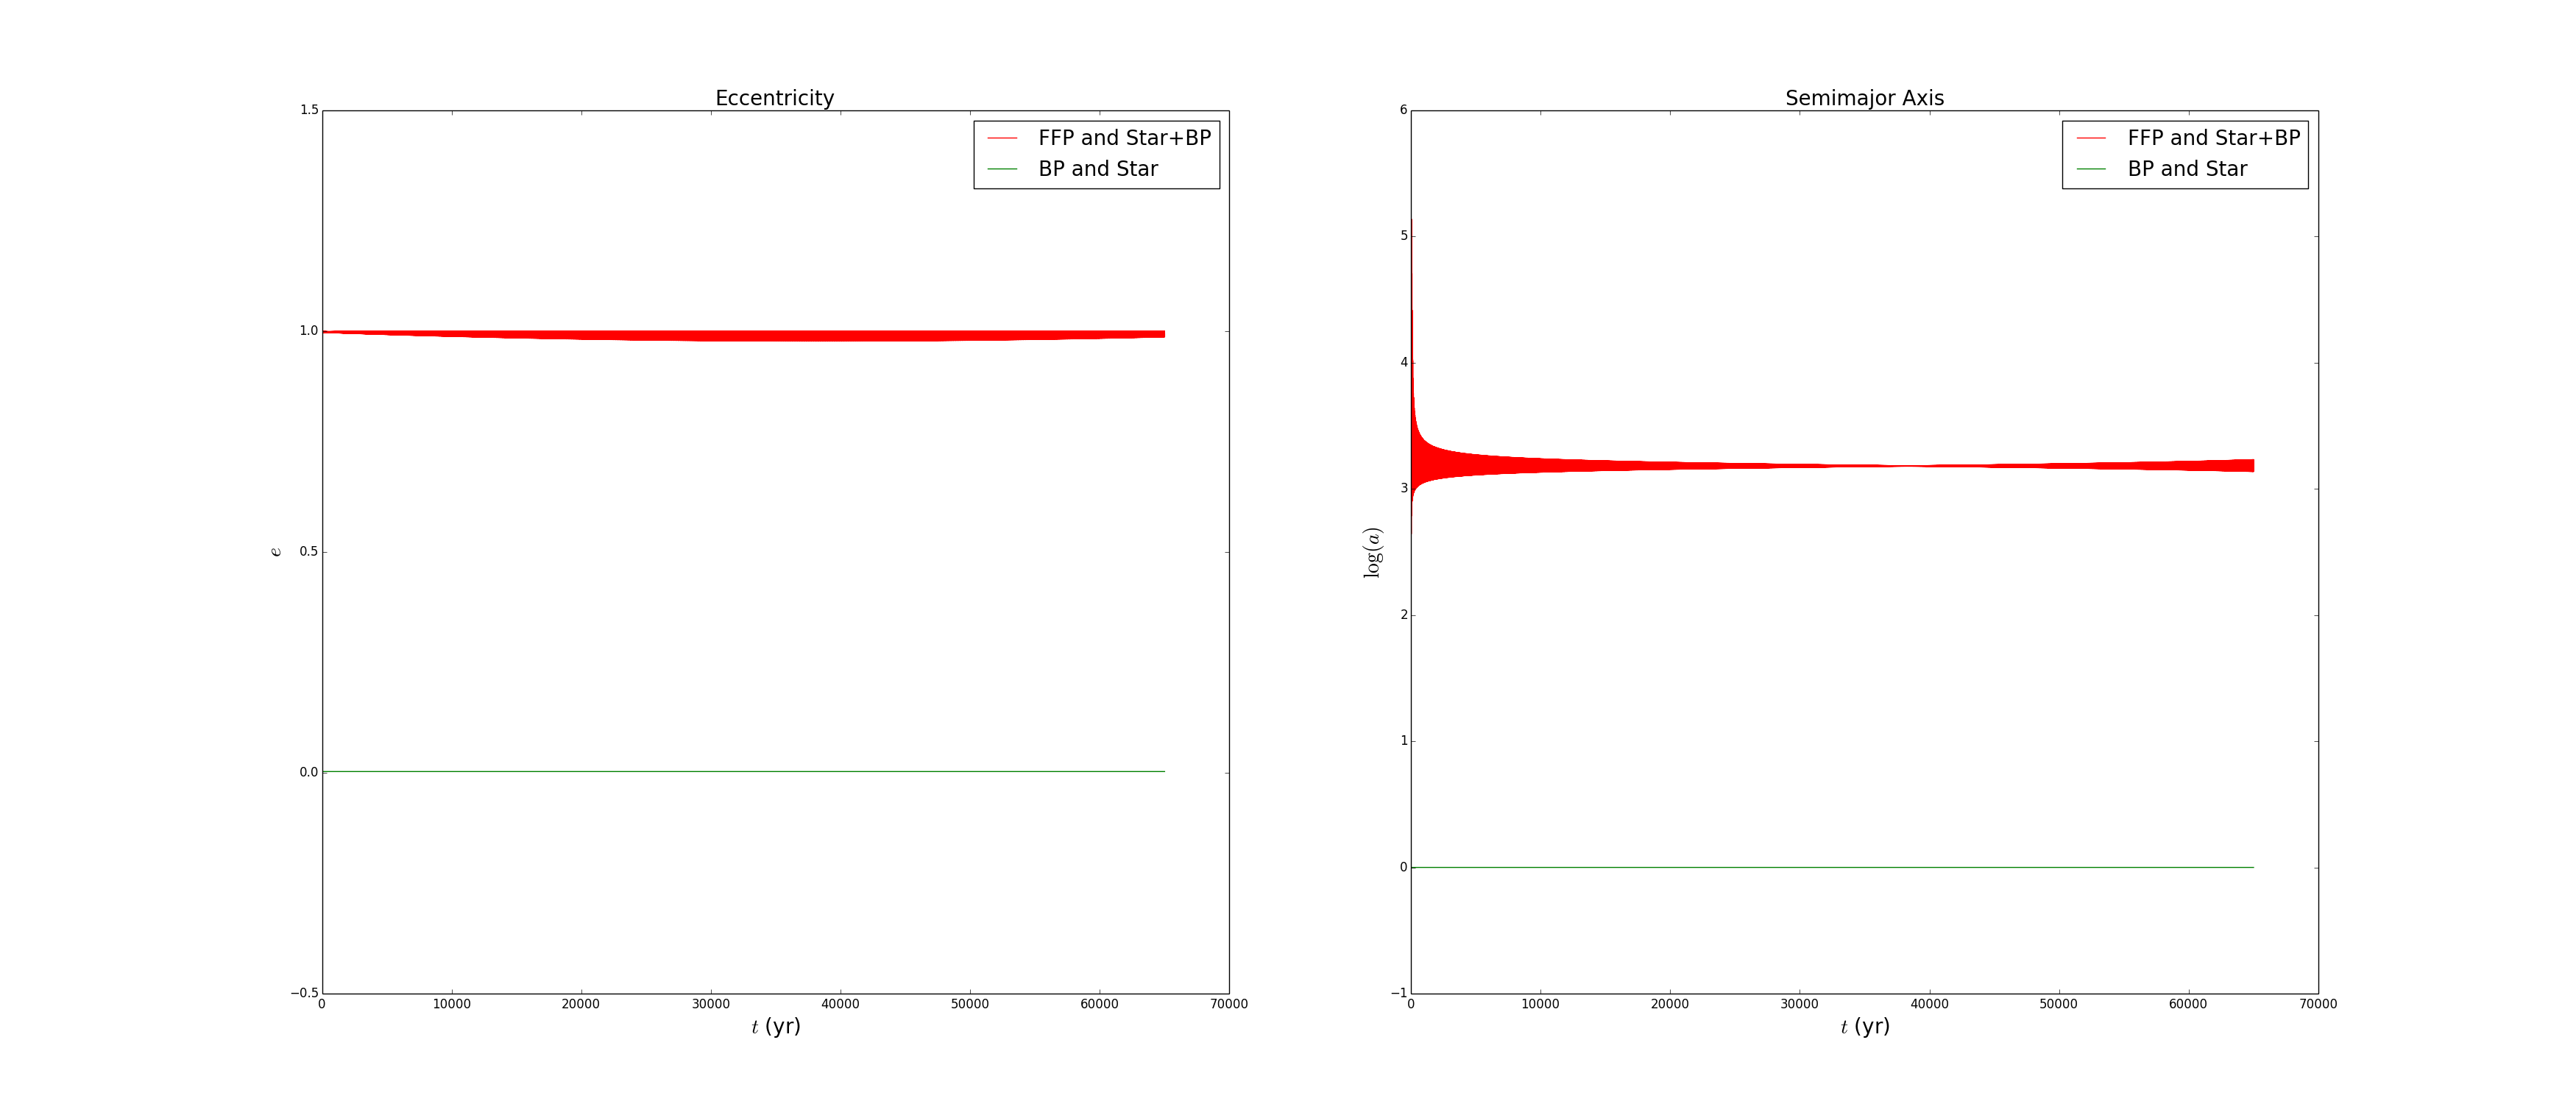 Eccentricity
1.5
1.0
0.5
0.0
−0.5
e
0
10000
20000
30000
40000
50000
60000
70000
t (yr)
FFP and Star+BP
BP and Star
Semimajor Axis
6
5
4
3
2
1
0
−1
log(a)
0
10000
20000
30000
40000
50000
60000
70000
t (yr)
FFP and Star+BP
BP and Star